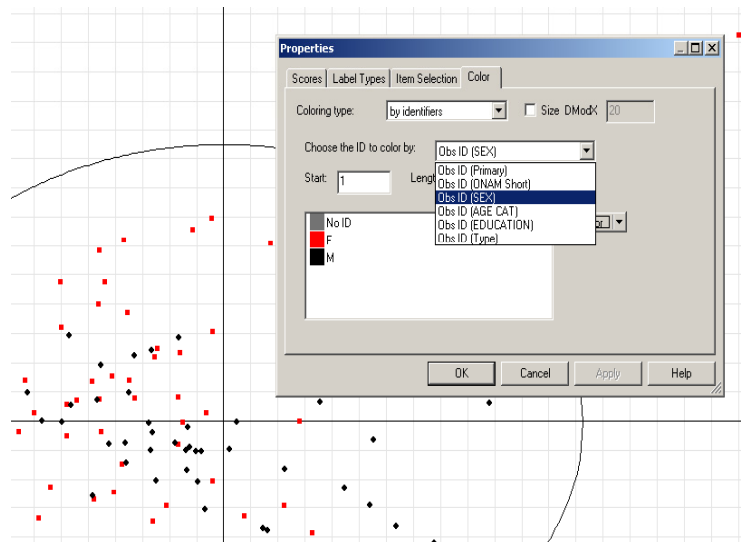 Properties
Scores Label Types Item Selection Color
Coloring type: by identifiers Size DModX 20
Choose the ID to color by: Obs ID (SEX)
Obs ID (Primary)
Obs ID (ONAM Short)
Start: 1
Obs ID (SEX)
Obs ID (AGE CAT)
No ID
Obs ID (EDUCATION)
F
Obs ID (Type)
M
OK Cancel Apply Help